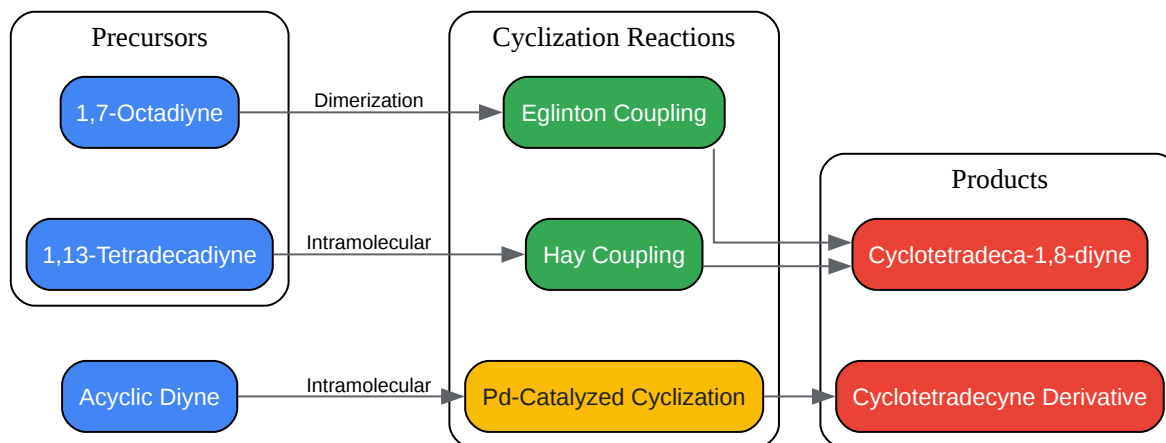 Precursors
Cyclization Reactions
1,7-Octadiyne
Dimerization
Eglinton Coupling
Products
1,13-Tetradecadiyne
Intramolecular
Hay Coupling
Cyclotetradeca-1,8-diyne
Acyclic Diyne
Intramolecular
Pd-Catalyzed Cyclization
Cyclotetradecyne Derivative